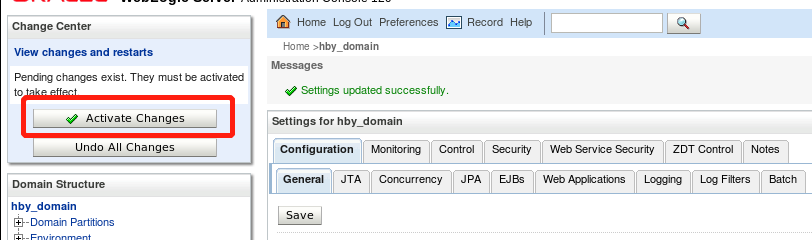 WebLogic Server Administration Console 12c
Change Center
View changes and restarts
Pending changes exist. They must be activated
to take effect.
Activate Changes
Undo All Changes
Domain Structure
hby_domain
Domain Partitions
Environment
Home Log Out Preferences Record Help
Home >hby_domain
Messages
Settings updated successfully.
Settings for hby_domain
Configuration Monitoring Control Security Web Service Security ZDT Control Notes
General JTA Concurrency JPA EJBs Web Applications Logging Log Filters Batch
Save